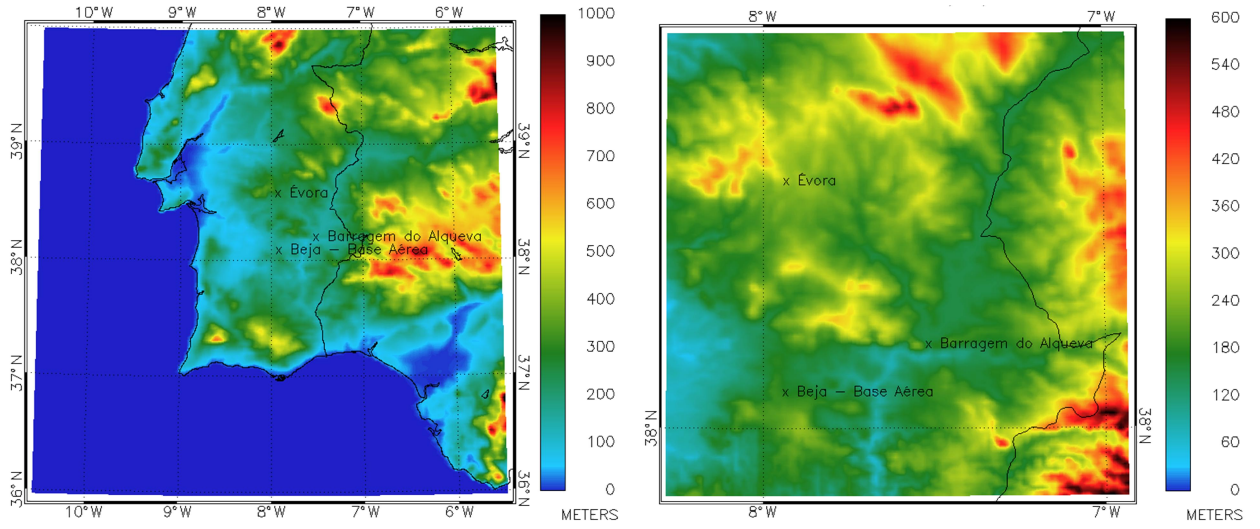 10°W 9°W 8°W 7°W 6°W
39°N
38°N
37°N
36°N
39°N
38°N
37°N
36°N
× Évora
× Barragem do Alqueva
× Beja – Base Aérea
10°W 9°W 8°W 7°W 6°W
1000
900
800
700
600
500
400
300
200
100
0
METERS
8°W 7°W
× Évora
× Barragem do Alqueva
× Beja – Base Aérea
38°N
38°N
8°W 7°W
600
540
480
420
360
300
240
180
120
60
0
METERS